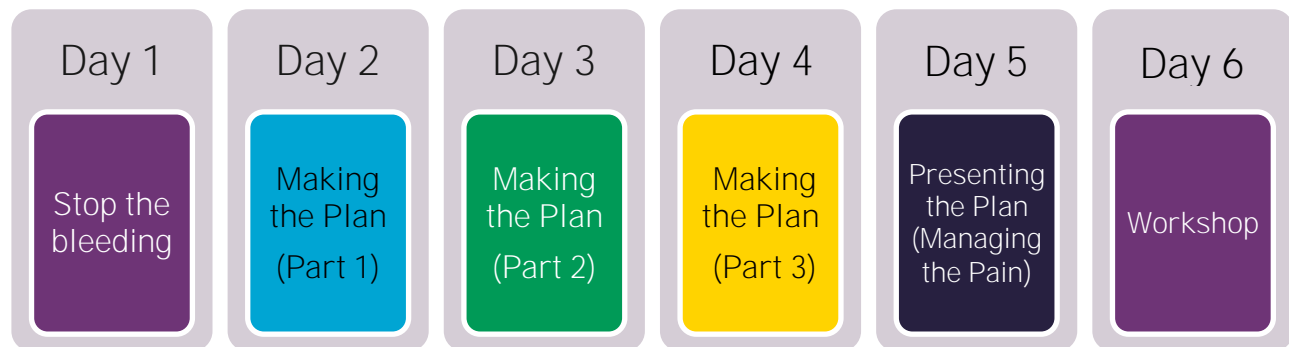 Day 1
Stop the
bleeding
Day 2
Making
the Plan
(Part 1)
Day 3
Making
the Plan
(Part 2)
Day 4
Making
the Plan
(Part 3)
Day 5
Presenting
the Plan
(Managing
the Pain)
Day 6
Workshop